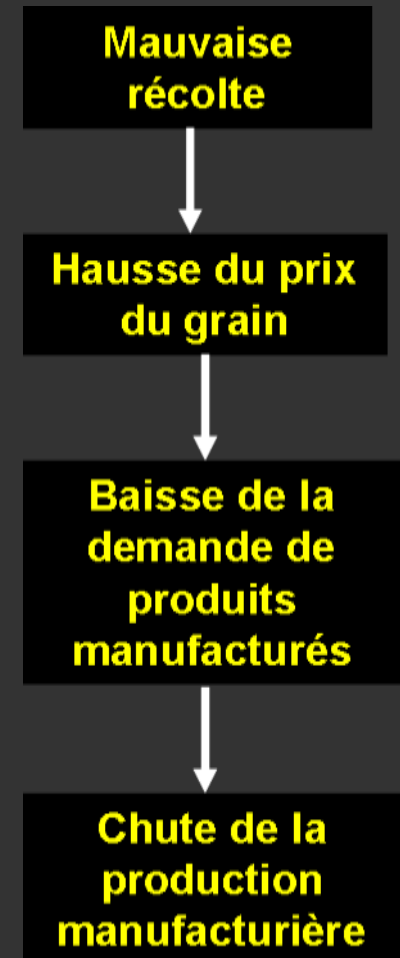 Mauvaise
récolte
Hausse du prix
du grain
Baisse de la
demande de
produits
manufacturés
Chute de la
production
manufacturière